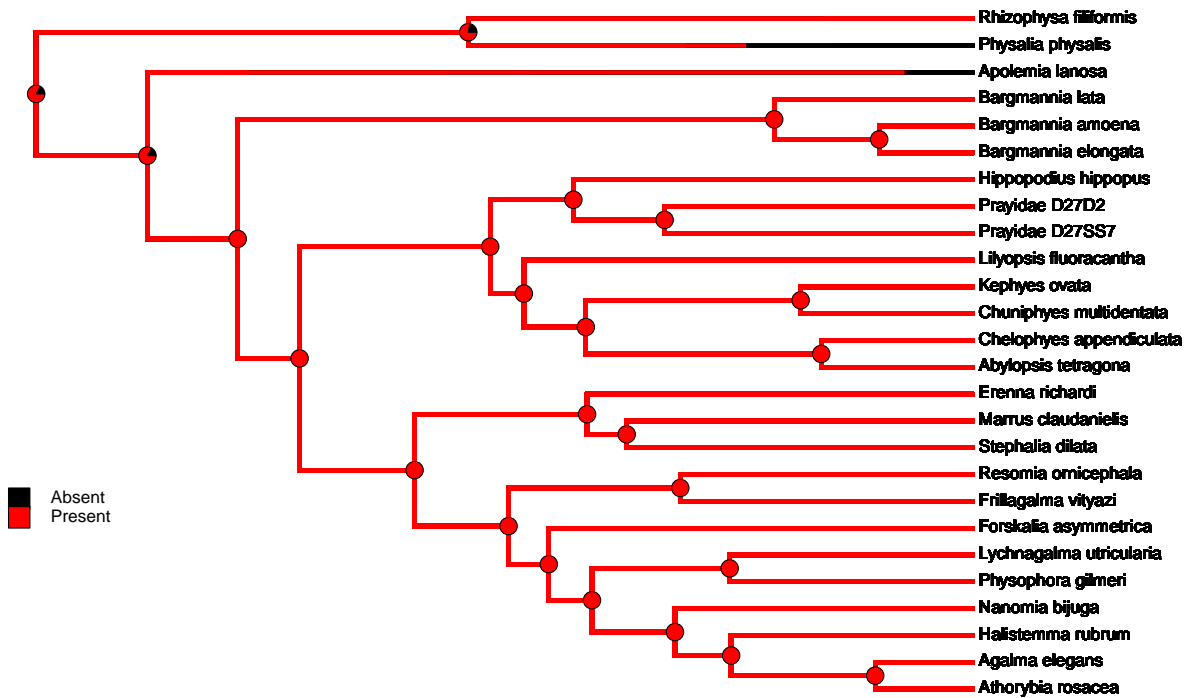 Rhizophysa filiformis
Physalia physalis
Apolemia lanosa
Bargmannia lata
Bargmannia amoena
Bargmannia elongata
Hippopodius hippopus
Prayidae D27D2
Prayidae D27SS7
Lilyopsis fluoracantha
Kephyes ovata
Chuniphyes multidentata
Chelophyes appendiculata
Abylopsis tetragona
Erenna richardi
Marrus claudanielis
Stephalia dilata
Resomia ornicephala
Frillagalma vityazi
Forskalia asymmetrica
Lychnagalma utricularia
Physophora gilmeri
Nanomia bijuga
Halistemma rubrum
Agalma elegans
Athorybia rosacea
Absent
Present